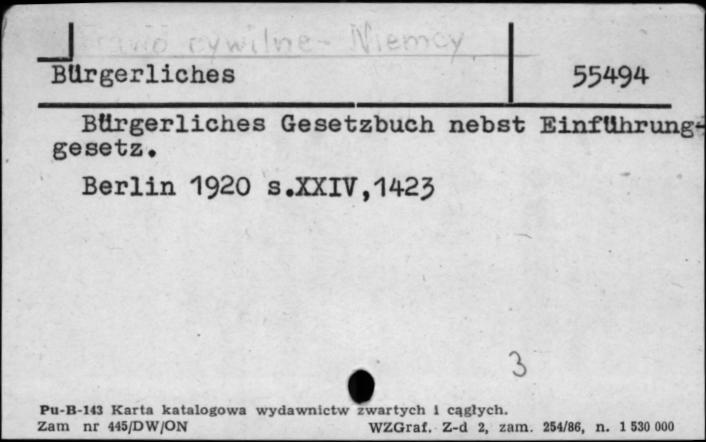 Prawo cywilne - Niemcy
Bürgerliches 55494
Bürgerliches Gesetzbuch nebst Einführung-
gesetz.
Berlin 1920 s.XXIV,1423
3
Pu-B-143 Karta katalogowa wydawnictw zwartych i cągłych.
Zam nr 445/DW/ON WZGraf. Z-d 2, zam. 254/86, n. 1 530 000